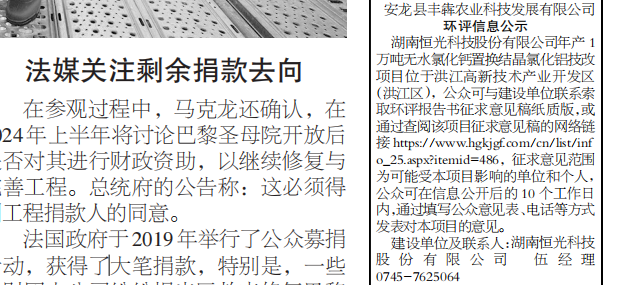 法媒关注剩余捐款去向
在参观过程中，马克龙还确认，在
024年上半年将讨论巴黎圣母院开放后
是否对其进行财政资助，以继续修复与
完善工程。总统府的公告称：这必须得
到工程捐款人的同意。
法国政府于2019年举行了公众募捐
活动，获得了大笔捐款，特别是，一些
安龙县丰犇农业科技发展有限公司
环评信息公示
湖南恒光科技股份有限公司年产1
万吨无水氯化钙置换结晶氯化铝技改
项目位于洪江高新技术产业开发区
（洪江区），公众可与建设单位联系索
取环评报告书征求意见稿纸质版，或
通过查阅该项目征求意见稿的网络链
接https://www.hgkjgf.com/cn/list/inf
o_25.aspx?itemid=486，征求意见范围
为可能受本项目影响的单位和个人，
公众可在信息公开后的10个工作日
内，通过填写公众意见表、电话等方式
发表对本项目的意见。
建设单位及联系人：湖南恒光科技
股份有限公司 伍经理
0745-7625064